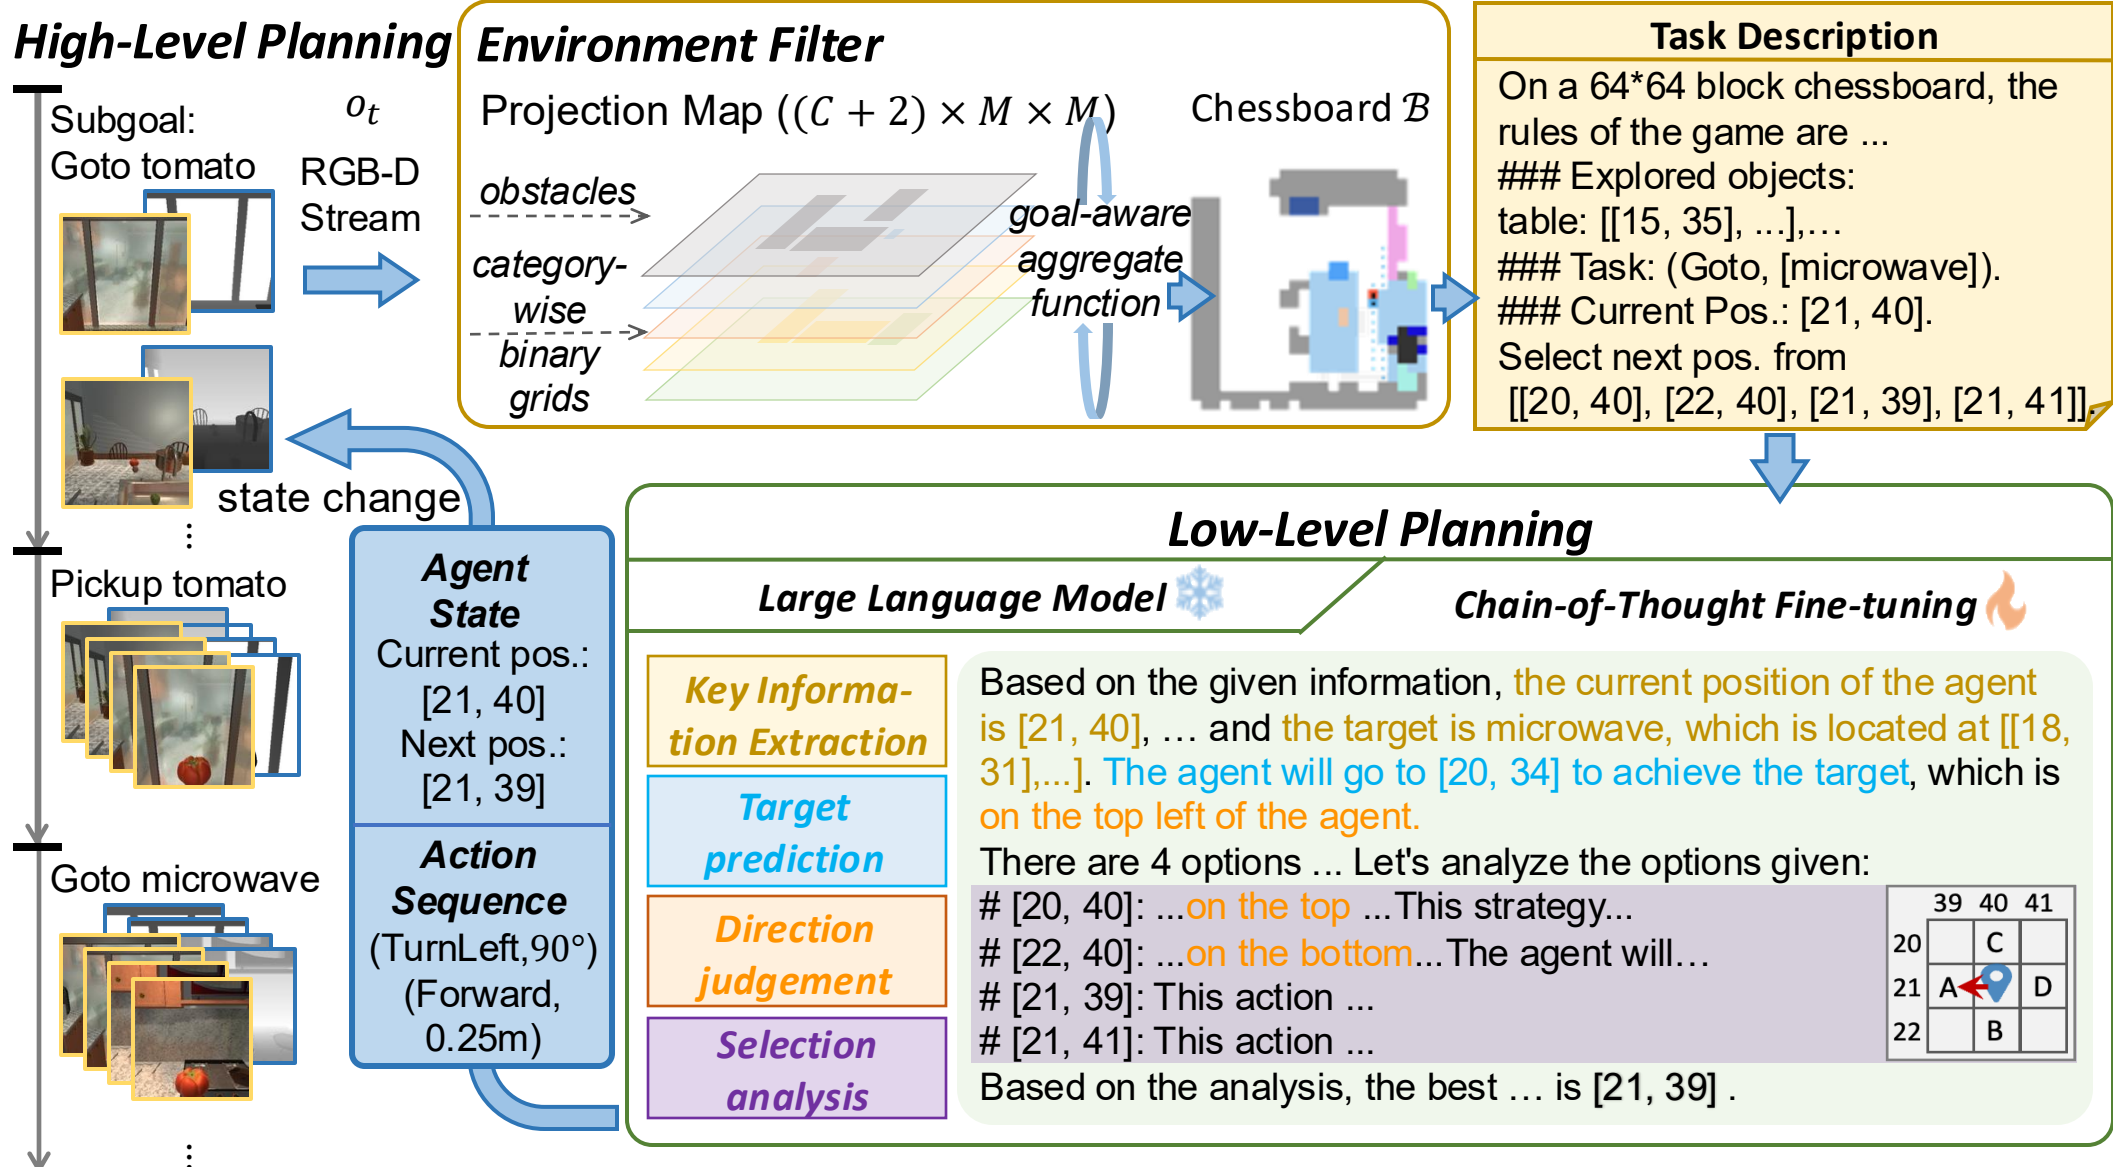 High-Level Planning
Subgoal:
Goto tomato
o_t
RGB-D
Stream
state change
⋮
Pickup tomato
Goto microwave
⋮
Environment Filter
Projection Map ((C + 2) × M × M)
obstacles
category-
wise
binary
grids
goal-aware
aggregate
function
Chessboard ℬ
Task Description
On a 64*64 block chessboard, the
rules of the game are ...
### Explored objects:
table: [[15, 35], ...],...
### Task: (Goto, [microwave]).
### Current Pos.: [21, 40].
Select next pos. from
[[20, 40], [22, 40], [21, 39], [21, 41]].
Agent
State
Current pos.:
[21, 40]
Next pos.:
[21, 39]
Action
Sequence
(TurnLeft,90°)
(Forward,
0.25m)
Low-Level Planning
Large Language Model
Chain-of-Thought Fine-tuning
Key Informa-
tion Extraction
Target
prediction
Direction
judgement
Selection
analysis
Based on the given information, the current position of the agent
is [21, 40], ... and the target is microwave, which is located at [[18,
31],...]. The agent will go to [20, 34] to achieve the target, which is
on the top left of the agent.
There are 4 options ... Let's analyze the options given:
# [20, 40]: ...on the top ...This strategy...
# [22, 40]: ...on the bottom...The agent will...
# [21, 39]: This action ...
# [21, 41]: This action ...
Based on the analysis, the best ... is [21, 39] .
39 40 41
20 C
21 A D
22 B